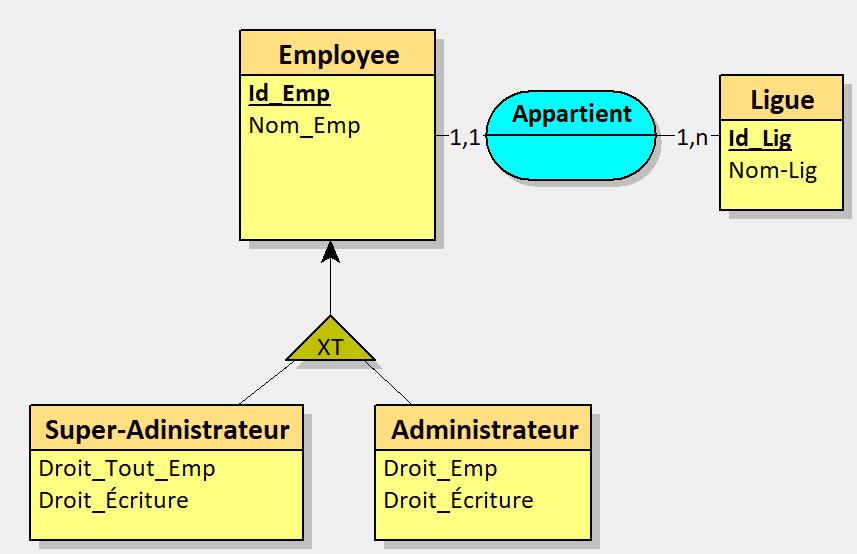 Employee
Id_Emp
Nom_Emp
1,1
Appartient
1,n
Ligue
Id_Lig
Nom-Lig
XT
Super-Adinistrateur
Droit_Tout_Emp
Droit_Écriture
Administrateur
Droit_Emp
Droit_Écriture